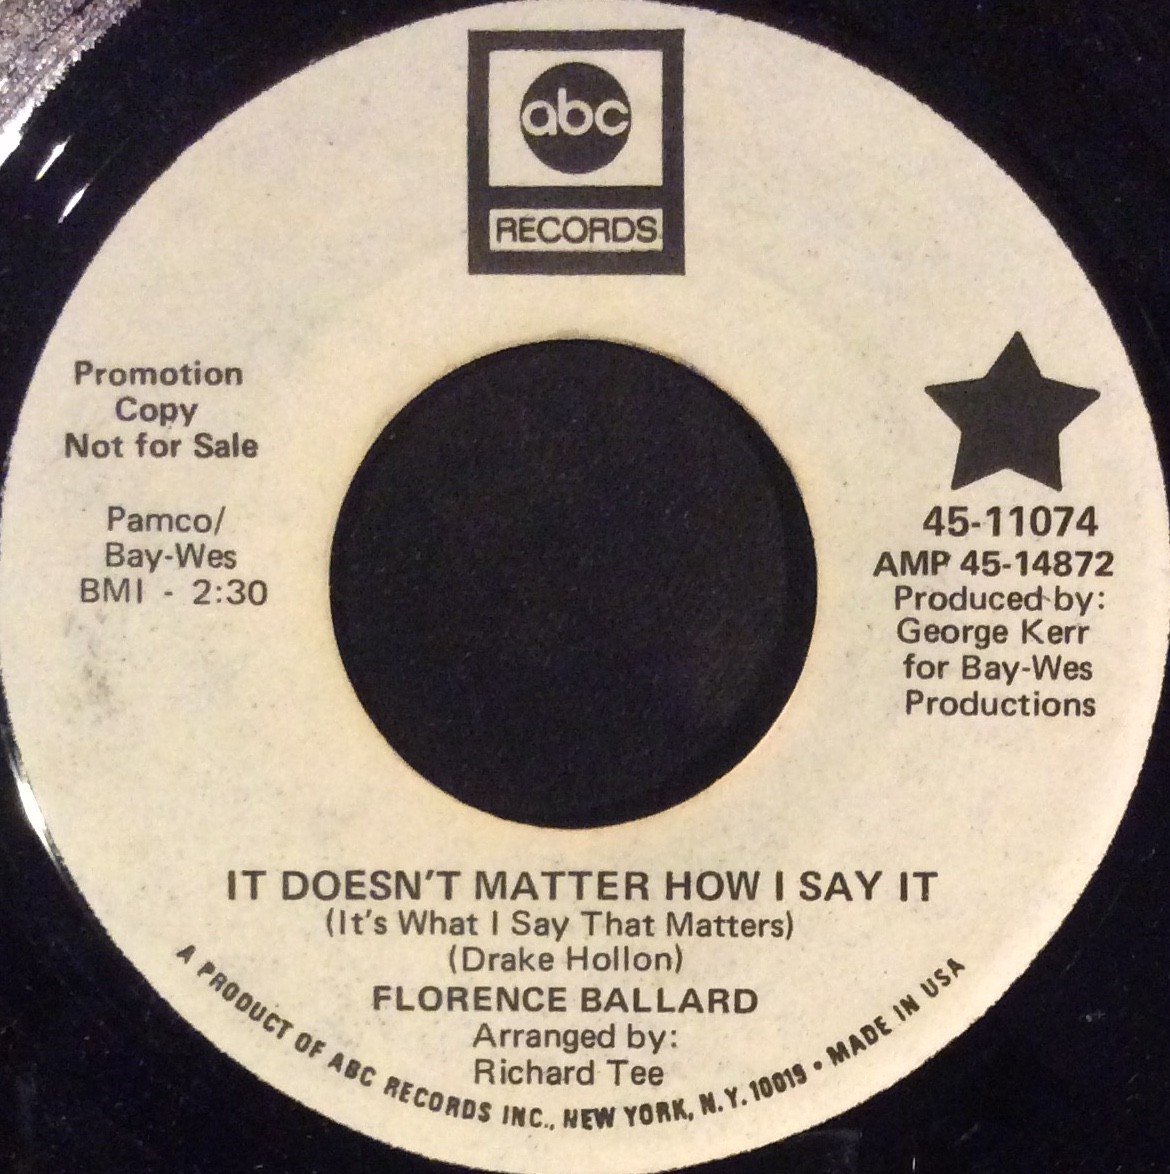 abc
RECORDS
Promotion
Copy
Not for Sale
Pamco/
Bay-Wes
BMI - 2:30
45-11074
AMP 45-14872
Produced by:
George Kerr
for Bay-Wes
Productions
IT DOESN'T MATTER HOW I SAY IT
(It's What I Say That Matters)
(Drake Hollon)
FLORENCE BALLARD
Arranged by:
Richard Tee
A PRODUCT OF ABC RECORDS INC., NEW YORK, N.Y. 10019 • MADE IN USA